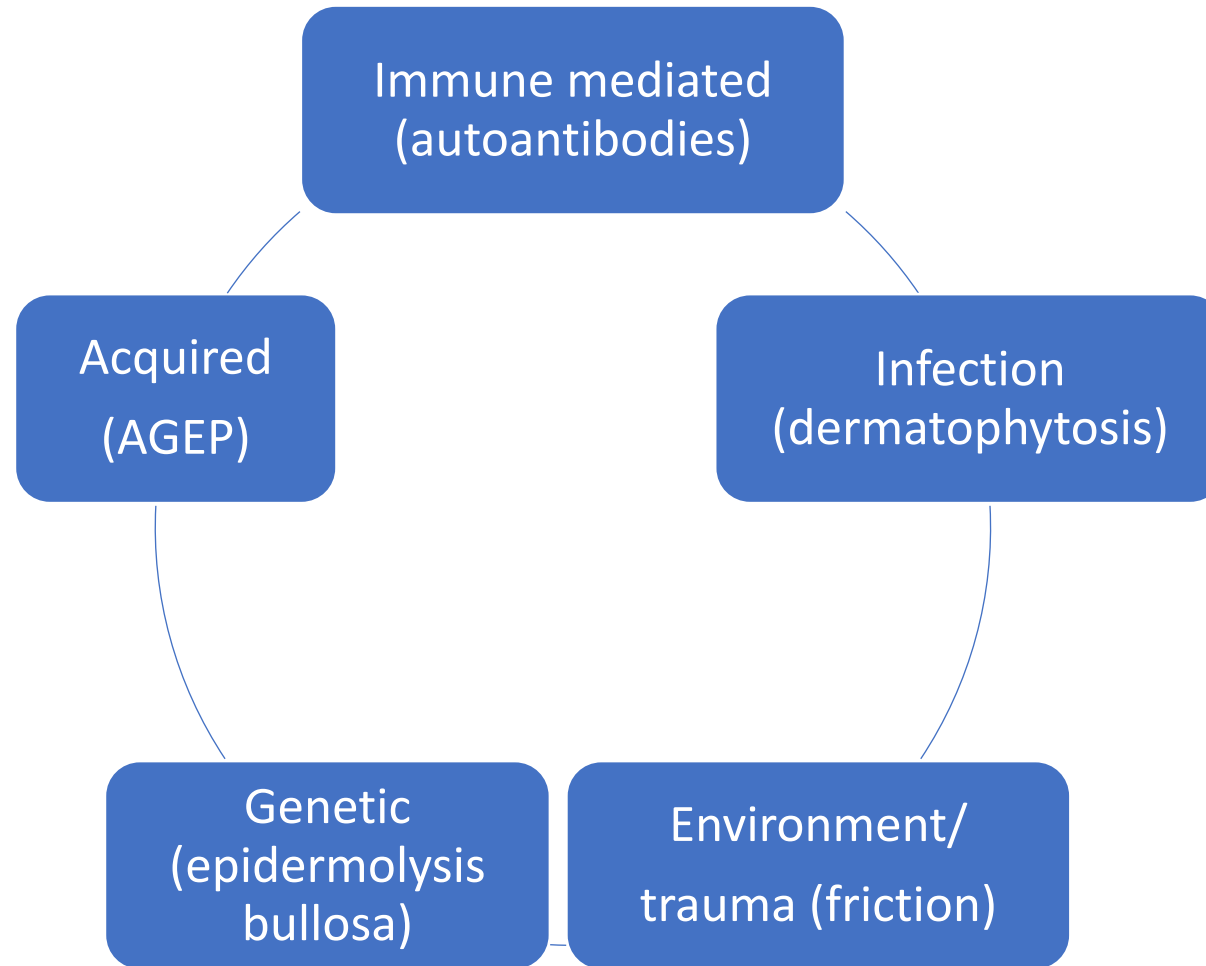 Immune mediated
(autoantibodies)
Acquired
(AGEP)
Infection
(dermatophytosis)
Genetic
(epidermolysis
bullosa)
Environment/
trauma (friction)